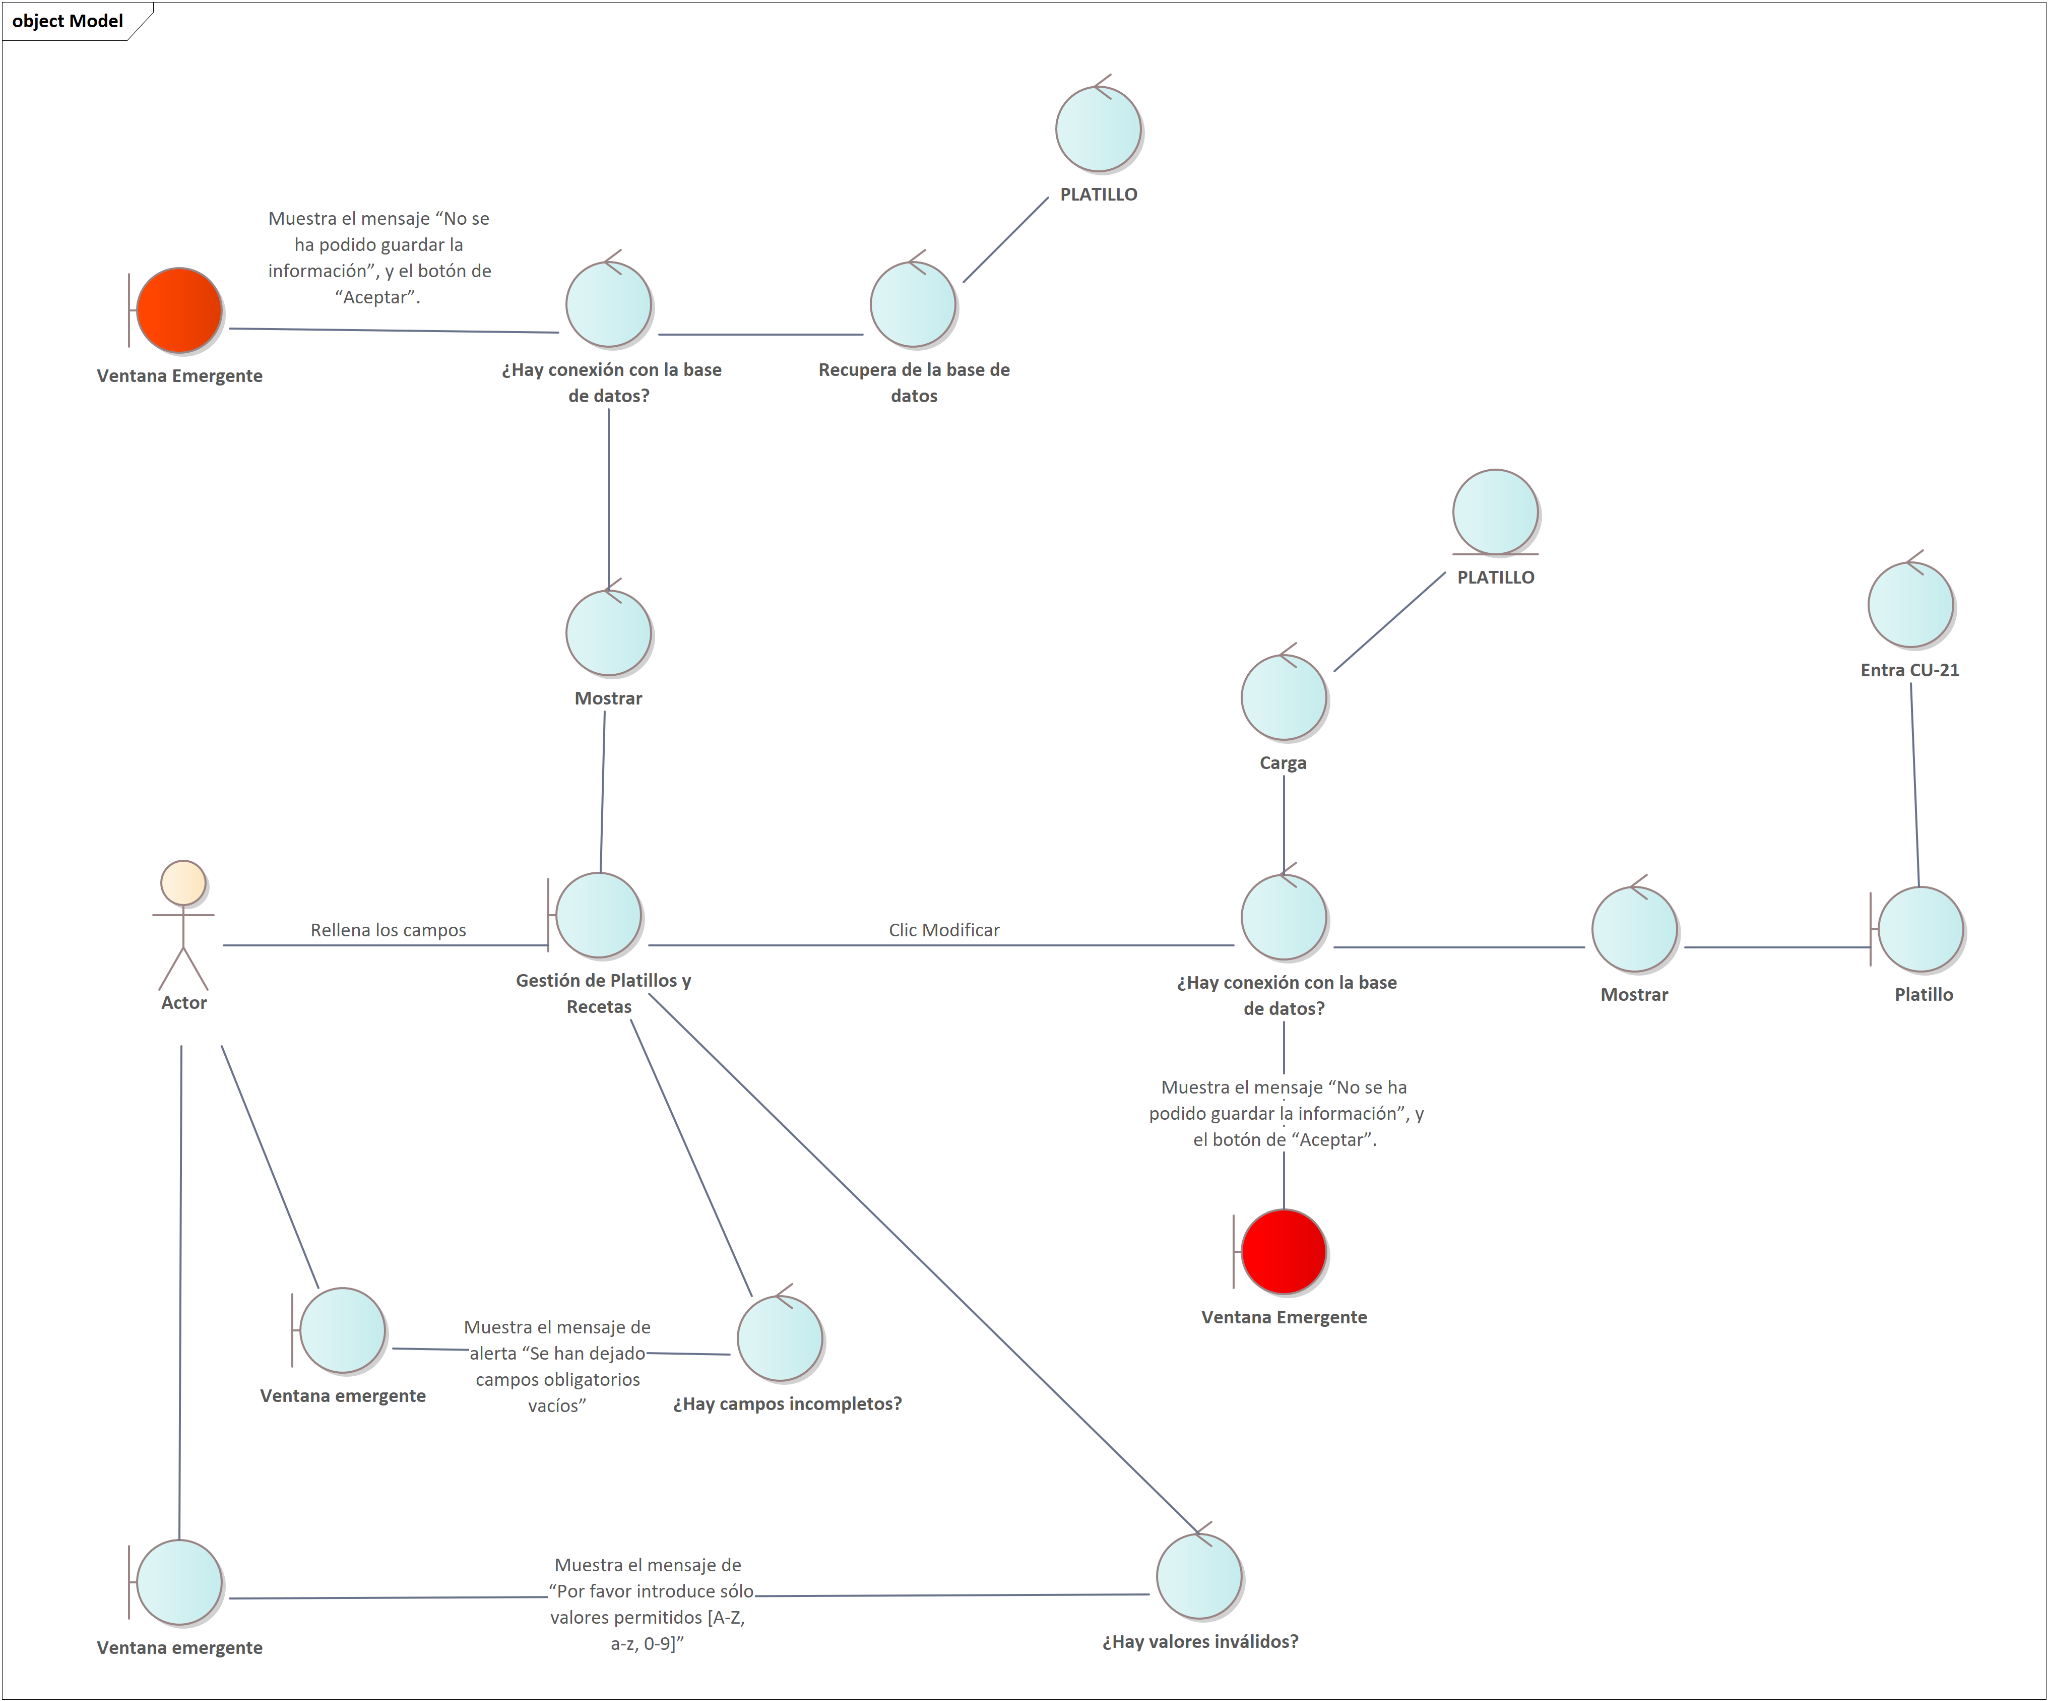 object Model
PLATILLO
Muestra el mensaje “No se
ha podido guardar la
información”, y el botón de
“Aceptar”.
Ventana Emergente
¿Hay conexión con la base
de datos?
Recupera de la base de
datos
PLATILLO
Mostrar
Entra CU-21
Carga
Rellena los campos
Clic Modificar
Actor
Gestión de Platillos y
Recetas
¿Hay conexión con la base
de datos?
Mostrar
Platillo
Muestra el mensaje “No se ha
podido guardar la información”, y
el botón de “Aceptar”.
Ventana Emergente
Muestra el mensaje de
alerta “Se han dejado
campos obligatorios
vacíos”
Ventana emergente
¿Hay campos incompletos?
Muestra el mensaje de
“Por favor introduce sólo
valores permitidos [A-Z,
a-z, 0-9]”
Ventana emergente
¿Hay valores inválidos?